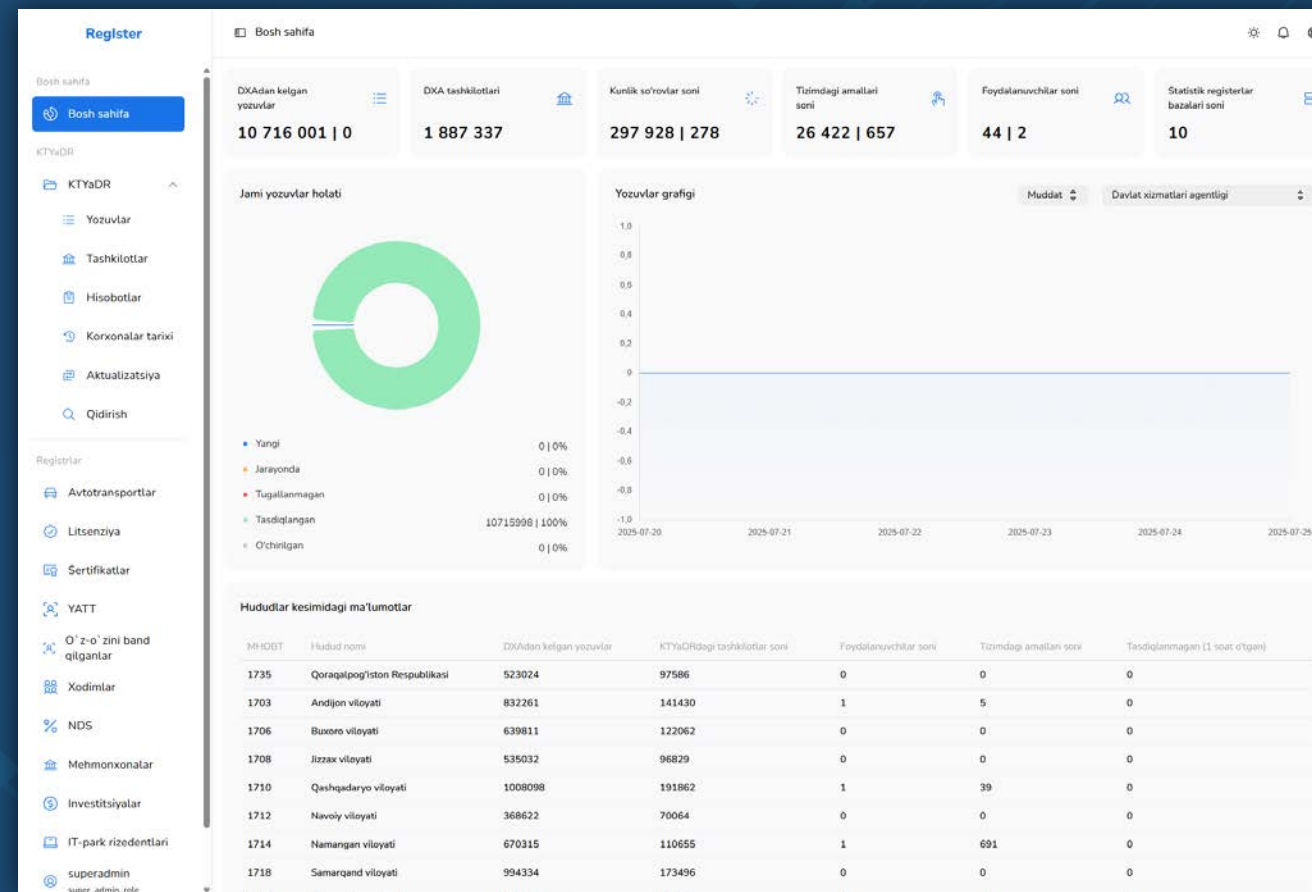 RegIster
Bosh sahifa
Bosh sahifa
KTYaDR
KTYaDR
Yozuvlar
Tashkilotlar
Hisobotlar
Korxonalar tarixi
Aktualizatsiya
Qidirish
Registrlar
Avtotransportlar
Litsenziya
Sertifikatlar
YATT
O`z-o`zini band
qilganlar
Xodimlar
NDS
Mehmonxonalar
Investitsiyalar
IT-park rizedentlari
superadmin
super_admin_role
Bosh sahifa
DXAdan kelgan
yozuvlar
10 716 001 | 0
DXA tashkilotlari
1 887 337
Kunlik so'rovlar soni
297 928 | 278
Tizimdagi amallari
soni
26 422 | 657
Foydalanuvchilar soni
44 | 2
Statistik registerlar
bazalari soni
10
Jami yozuvlar holati
Yangi 0 | 0%
Jarayonda 0 | 0%
Tugallanmagan 0 | 0%
Tasdiqlangan 10715998 | 100%
O'chirilgan 0 | 0%
Yozuvlar grafigi Muddat Davlat xizmatlari agentligi
1,0
0,8
0,6
0,4
0,2
0
-0,2
-0,4
-0,6
-0,8
-1,0
2025-07-20 2025-07-21 2025-07-22 2025-07-23 2025-07-24 2025-07-25
Hududlar kesimidagi ma'lumotlar
MHOBT Hudud nomi DXAdan kelgan yozuvlar KTYaDRdagi tashkilotlar soni Foydalanuvchilar soni Tizimdagi amallari soni Tasdiqlanmagan (1 soat o'tgan)
1735 Qoraqalpog'iston Respublikasi 523024 97586 0 0 0
1703 Andijon viloyati 832261 141430 1 5 0
1706 Buxoro viloyati 639811 122062 0 0 0
1708 Jizzax viloyati 535032 96829 0 0 0
1710 Qashqadaryo viloyati 1008098 191862 1 39 0
1712 Navoiy viloyati 368622 70064 0 0 0
1714 Namangan viloyati 670315 110655 1 691 0
1718 Samarqand viloyati 994334 173496 0 0 0